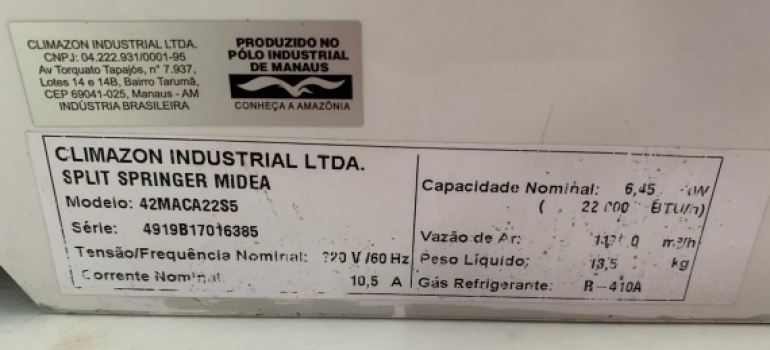 CLIMAZON INDUSTRIAL LTDA.
CNPJ: 04.222.931/0001-95
Av Torquato Tapajós, n° 7.937,
Lotes 14 e 14B, Bairro Tarumã,
CEP 69041-025, Manaus - AM
INDÚSTRIA BRASILEIRA
PRODUZIDO NO
PÓLO INDUSTRIAL
DE MANAUS
CONHEÇA A AMAZÔNIA
CLIMAZON INDUSTRIAL LTDA.
SPLIT SPRINGER MIDEA
Modelo: 42MACA22S5
Série: 4919B17016385
Tensão/Frequência Nominal: 220 V /60 Hz
Corrente Nominal: 10,5 A
Capacidade Nominal: 6,45 kW
( 22 000 BTU/h)
Vazão de Ar: m³/h
Peso Líquido: 13,5 kg
Gás Refrigerante: R-410A